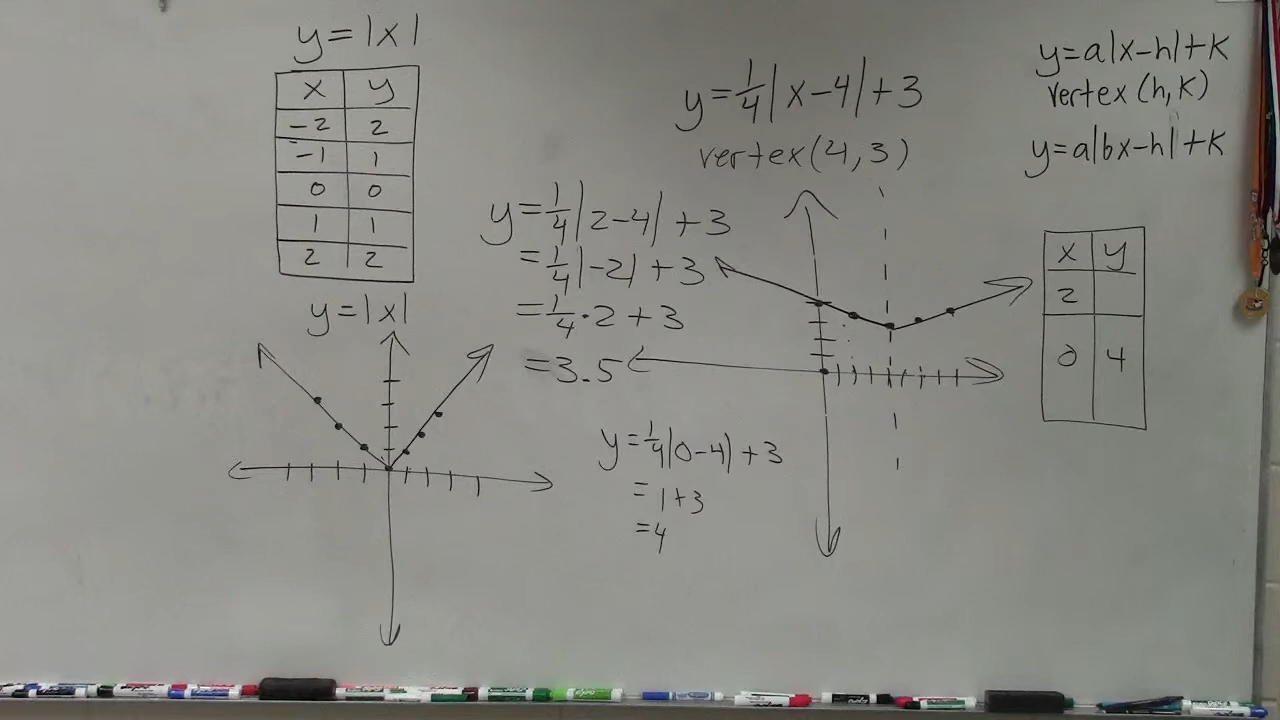 y=|x|
x y
-2 2
-1 1
0 0
1 1
2 2
y=|x|
y=1/4|x-4|+3
vertex(4,3)
y=1/4|2-4|+3
=1/4|-2|+3
=1/4·2+3
=3.5
y=1/4|0-4|+3
=1+3
=4
y=a|x-h|+k
vertex(h,k)
y=a|bx-h|+k
x y
2
0 4